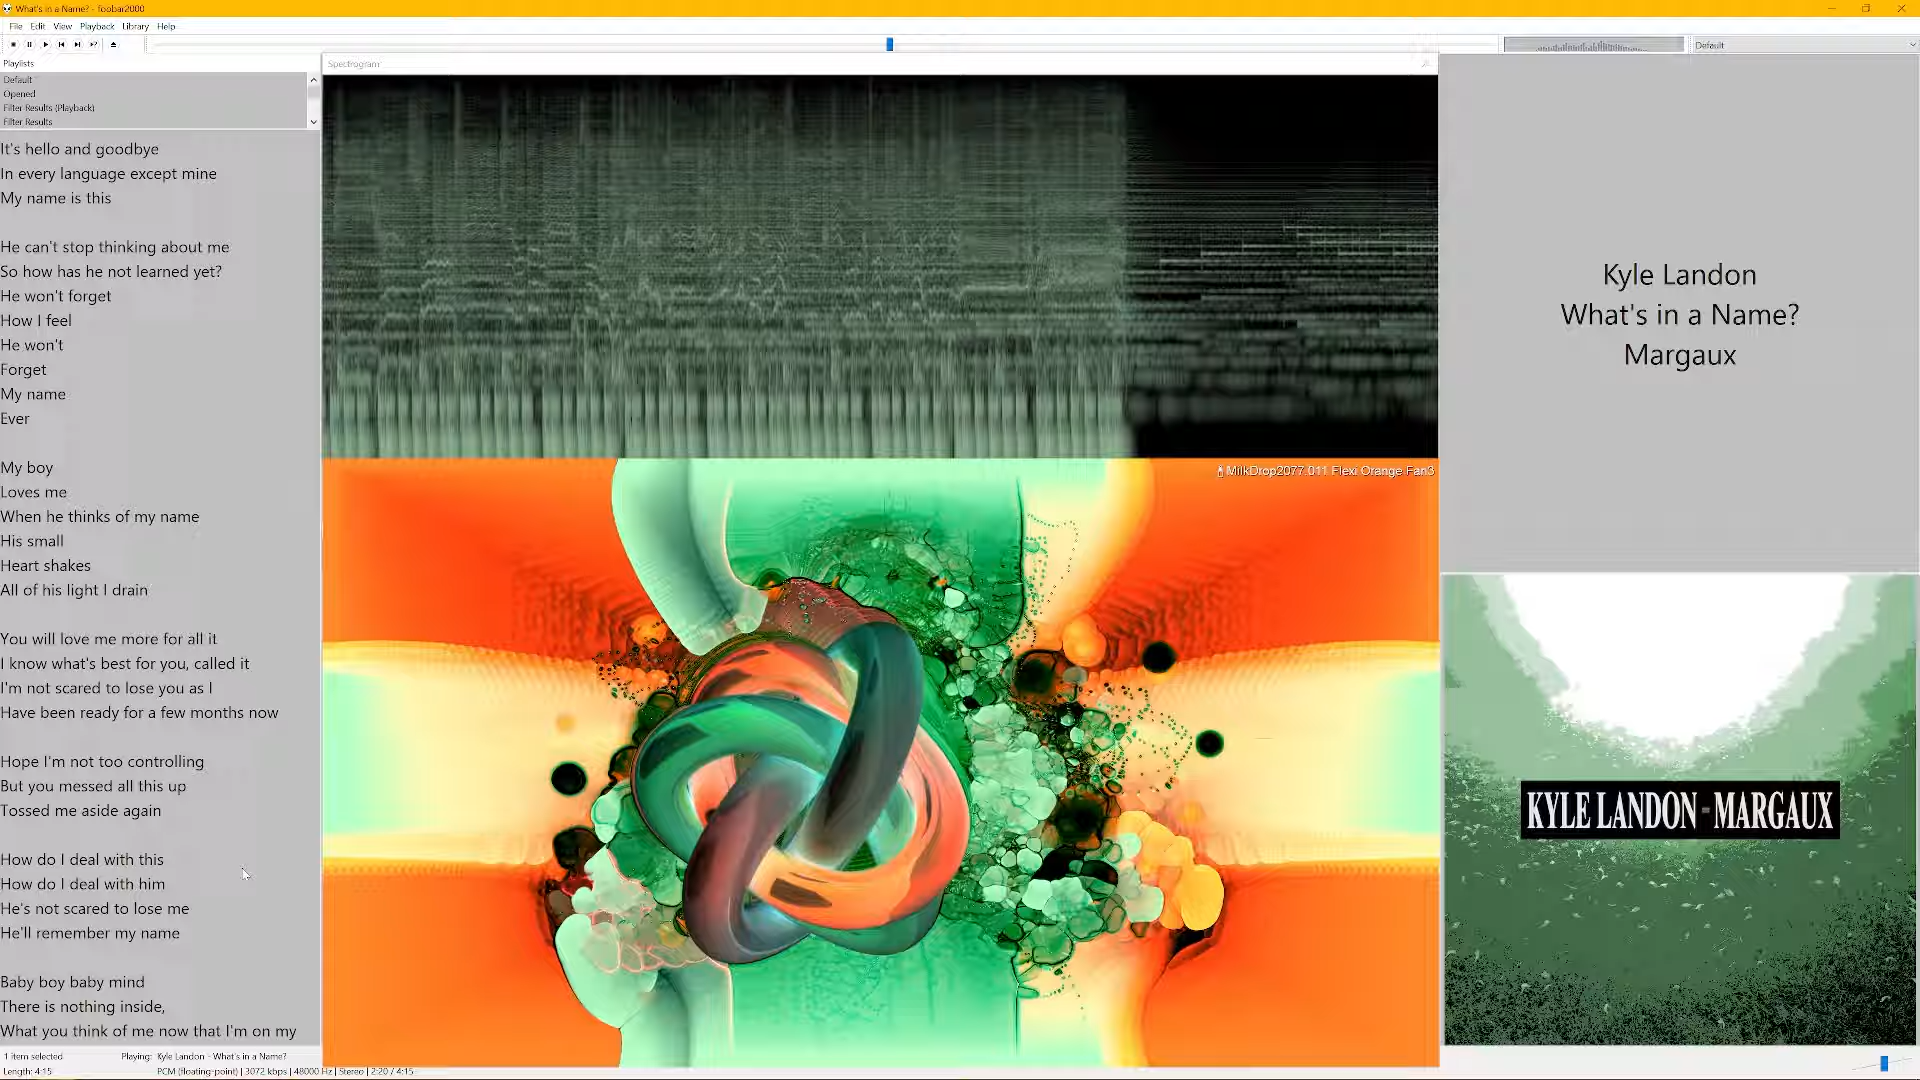 What's in a Name? - foobar2000
File Edit View Playback Library Help
Default
Playlists
Default
Opened
Filter Results (Playback)
Filter Results
It's hello and goodbye
In every language except mine
My name is this
He can't stop thinking about me
So how has he not learned yet?
He won't forget
How I feel
He won't
Forget
My name
Ever
My boy
Loves me
When he thinks of my name
His small
Heart shakes
All of his light I drain
You will love me more for all it
I know what's best for you, called it
I'm not scared to lose you as I
Have been ready for a few months now
Hope I'm not too controlling
But you messed all this up
Tossed me aside again
How do I deal with this
How do I deal with him
He's not scared to lose me
He'll remember my name
Baby boy baby mind
There is nothing inside,
What you think of me now that I'm on my
Spectrogram
MilkDrop2077 011 Flexi Orange Fan3
Kyle Landon
What's in a Name?
Margaux
KYLE LANDON - MARGAUX
1 item selected
Playing: Kyle Landon - What's in a Name?
Length: 4:15
PCM (floating-point) | 3072 kbps | 48000 Hz | Stereo | 2:20 / 4:15